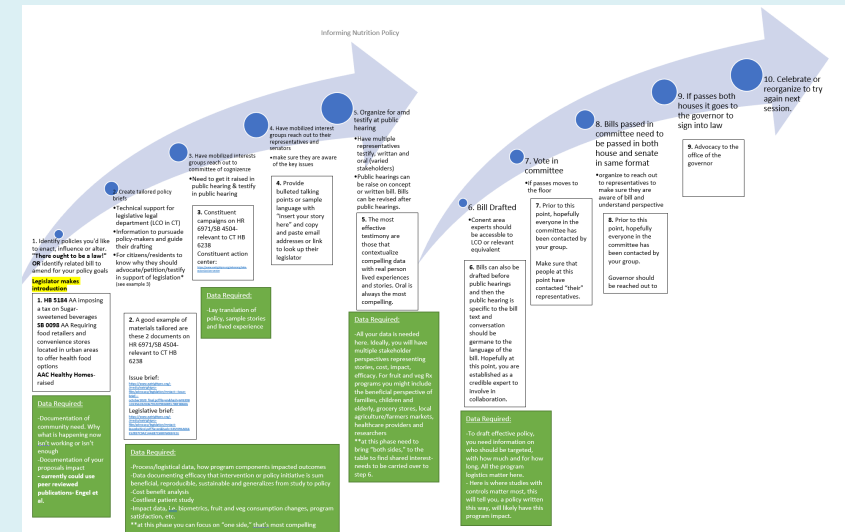 Informing Nutrition Policy
1. Identify policies you'd like
to enact, influence or alter.
"There ought to be a law!"
OR identify related bill to
amend for your policy goals
Legislator makes
introduction
1. HB 5184 AA imposing
a tax on Sugar-
sweetened beverages
SB 0098 AA Requiring
food retailers and
convenience stores
located in urban areas
to offer health food
options
AAC Healthy Homes-
raised
Data Required:
-Documentation of
community need. Why
what is happening now
isn't working or isn't
enough
-Documentation of your
proposals impact
- currently could use
peer reviewed
publications- Engel et
al.
2. Create tailored policy
briefs
•Technical support for
legislative legal
department (LCO in CT)
•Information to pursuade
policy-makers and guide
their drafting
•For citizens/residents to
know why they should
advocate/petition/testify
in support of legislation*
(see example 3)
2. A good example of
materials tailored are
these 2 documents on
HR 6971/SB 4504-
relevant to CT HB
6238
Issue brief:
Legislative brief:
Data Required:
-Process/logistical data, how program components impacted outcomes
-Data documenting efficacy that intervention or policy initiative is sum
beneficial, reproducible, sustainable and generalizes from study to policy
-Cost benefit analysis
-Costliest patient study
-Impact data, i.e. biometrics, fruit and veg consumption changes, program
satisfaction, etc.
**at this phase you can focus on "one side," that's most compelling
3. Have mobilized interests
groups reach out to
committee of cognizence
•Need to get it raised in
public hearing & testify
in public hearing
3. Constituent
campaigns on HR
6971/SB 4504-
relevant to CT HB
6238
Constituent action
center:
Data Required:
-Lay translation of
policy, sample stories
and lived experience
4. Have mobilized interest
groups reach out to their
representatives and
senators
•make sure they are aware
of the key issues
4. Provide
bulleted talking
points or sample
language with
"insert your story
here" and copy
and paste email
addresses or link
to look up their
legislator
5. Organize for and
testify at public
hearing
•Have multiple
representatives
testify, writtan and
oral (varied
stakeholders)
•Public hearings can
be raise on concept
or written bill. Bills
can be revised after
public hearings.
5. The most
effective
testimony are
those that
contextualize
compelling data
with real person
lived experiences
and stories. Oral is
always the most
compelling.
Data Required:
-All your data is needed
here. Ideally, you will have
multiple stakeholder
perspectives representing
stories, cost, impact,
efficacy. For fruit and veg Rx
programs you might include
the beneficial perspective of
families, children and
elderly, grocery stores, local
agriculture/farmers markets,
healthcare providers and
researchers
**at this phase need to
bring "both sides," to the
table to find shared interest-
needs to be carried over to
step 6.
6. Bill Drafted
•Conent area
experts should
be accessible to
LCO or relevant
equivalent
6. Bills can also be
drafted before
public hearings
and then the
public hearing is
specific to the bill
text and
conversation
should be
germane to the
language of the
bill. Hopefully at
this point, you are
established as a
credible expert to
involve in
collaboration.
Data Required:
-To draft effective policy,
you need information on
who should be targeted,
with how much and for how
long. All the program
logistics matter here.
- Here is where studies with
controls matter most, this
will tell you, a policy written
this way, will likely have this
program impact.
7. Vote in
committee
•If passes moves to
the floor
7. Prior to this
point, hopefully
everyone in the
committee has
been contacted by
your group.
Make sure that
people at this
point have
contacted "their"
representatives.
8. Bills passed in
committee need to
be passed in both
house and senate
in same format
•organize to reach out
to representatives to
make sure they are
aware of bill and
understand perspective
8. Prior to this
point, hopefully
everyone in the
committee has
been contacted by
your group.
Governor should
be reached out to
9. If passes both
houses it goes to
the governor to
sign into law
9. Advocacy to the
office of the
governor
10. Celebrate or
reorganize to try
again next
session.